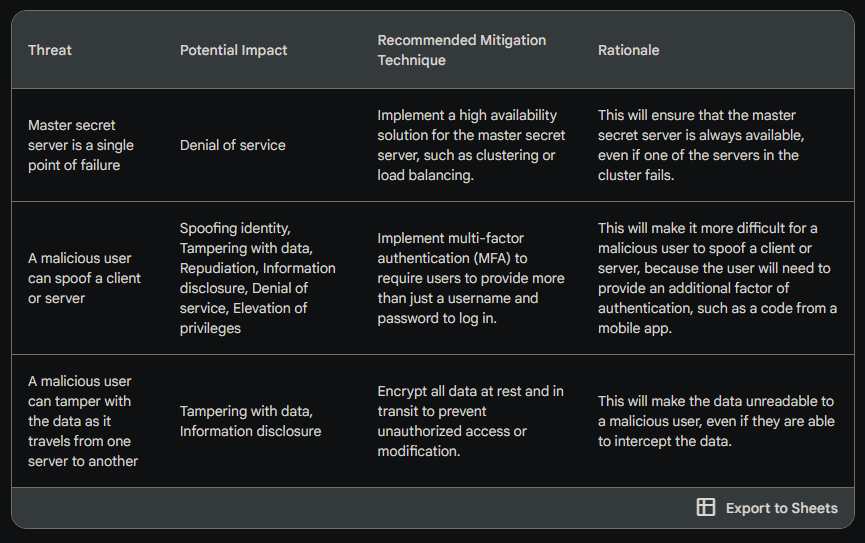 Threat
Potential Impact
Recommended Mitigation
Technique
Rationale
Master secret
server is a single
point of failure
Denial of service
Implement a high availability
solution for the master secret
server, such as clustering or
load balancing.
This will ensure that the master
secret server is always available,
even if one of the servers in the
cluster fails.
A malicious user
can spoof a client
or server
Spoofing identity,
Tampering with data,
Repudiation, Information
disclosure, Denial of
service, Elevation of
privileges
Implement multi-factor
authentication (MFA) to
require users to provide more
than just a username and
password to log in.
This will make it more difficult for a
malicious user to spoof a client or
server, because the user will need to
provide an additional factor of
authentication, such as a code from a
mobile app.
A malicious user
can tamper with
the data as it
travels from one
server to another
Tampering with data,
Information disclosure
Encrypt all data at rest and in
transit to prevent
unauthorized access or
modification.
This will make the data unreadable to
a malicious user, even if they are able
to intercept the data.
Export to Sheets